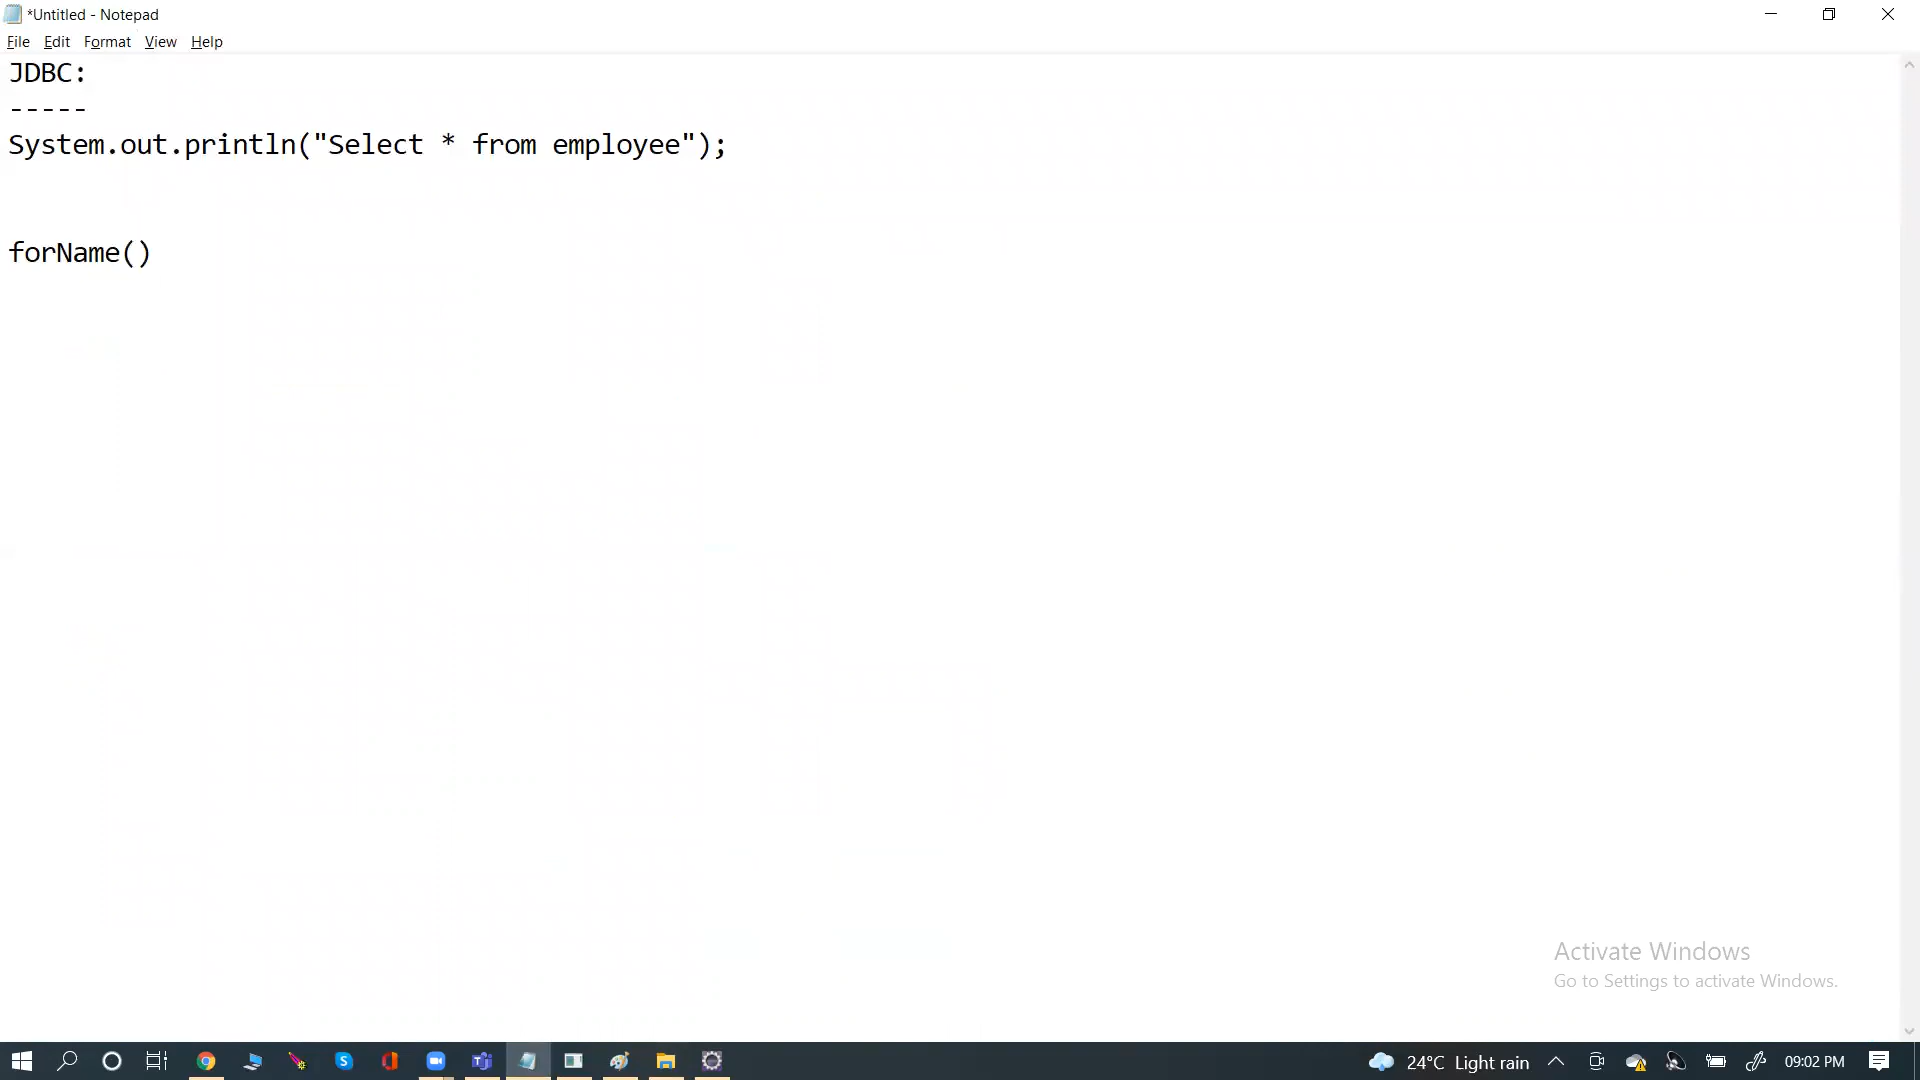 *Untitled - Notepad
File Edit Format View Help
JDBC:
-----
System.out.println("Select * from employee");
forName()
Activate Windows
Go to Settings to activate Windows.
24°C Light rain 09:02 PM